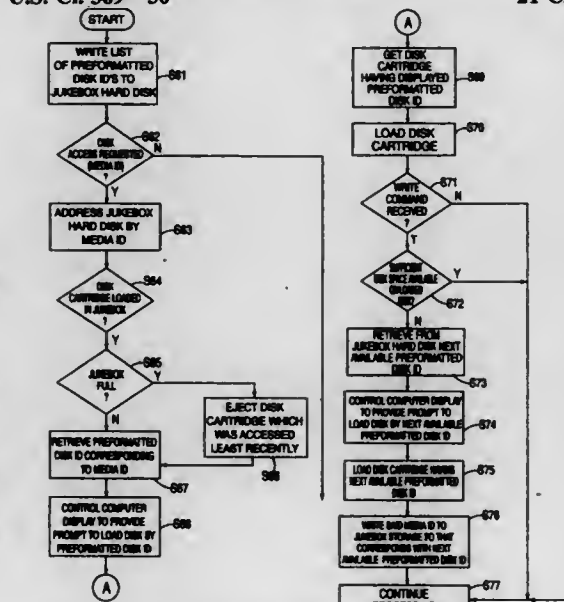 START
WRITE LIST
OF PREFORMATTED
DISK ID'S TO
JUKEBOX HARD DISK
S61
S62
DISK
ACCESS REQUESTED
(MEDIA ID)
?
N
Y
ADDRESS JUKEBOX
HARD DISK BY
MEDIA ID
S63
S64
DISK
CARTRIDGE LOADED
IN JUKEBOX
?
Y
S65
JUKEBOX
FULL
?
Y
N
EJECT DISK
CARTRIDGE WHICH
WAS ACCESSED
LEAST RECENTLY
RETRIEVE PREFORMATTED
DISK ID CORRESPONDING
TO MEDIA ID
S67
CONTROL COMPUTER
DISPLAY TO PROVIDE
PROMPT TO LOAD DISK BY
PREFORMATTED DISK ID
A
A
GET DISK
CARTRIDGE
HAVING DISPLAYED
PREFORMATTED
DISK ID
S69
LOAD DISK
CARTRIDGE
S70
S71
WRITE
COMMAND
RECEIVED
?
N
Y
SUFFICIENT
DISK SPACE AVAILABLE
ON LOADED
DISK?
Y
S72
N
RETRIEVE FROM
JUKEBOX HARD DISK NEXT
AVAILABLE PREFORMATTED
DISK ID
S73
CONTROL COMPUTER DISPLAY
TO PROVIDE PROMPT TO
LOAD DISK BY NEXT AVAILABLE
PREFORMATTED DISK ID
S74
LOAD DISK CARTRIDGE HAVING
NEXT AVAILABLE PREFORMATTED
DISK ID
S75
WRITE SAID MEDIA ID TO
JUKEBOX STORAGE TO THAT
CORRESPONDS WITH NEXT
AVAILABLE PREFORMATTED DISK ID
S76
CONTINUE
S77